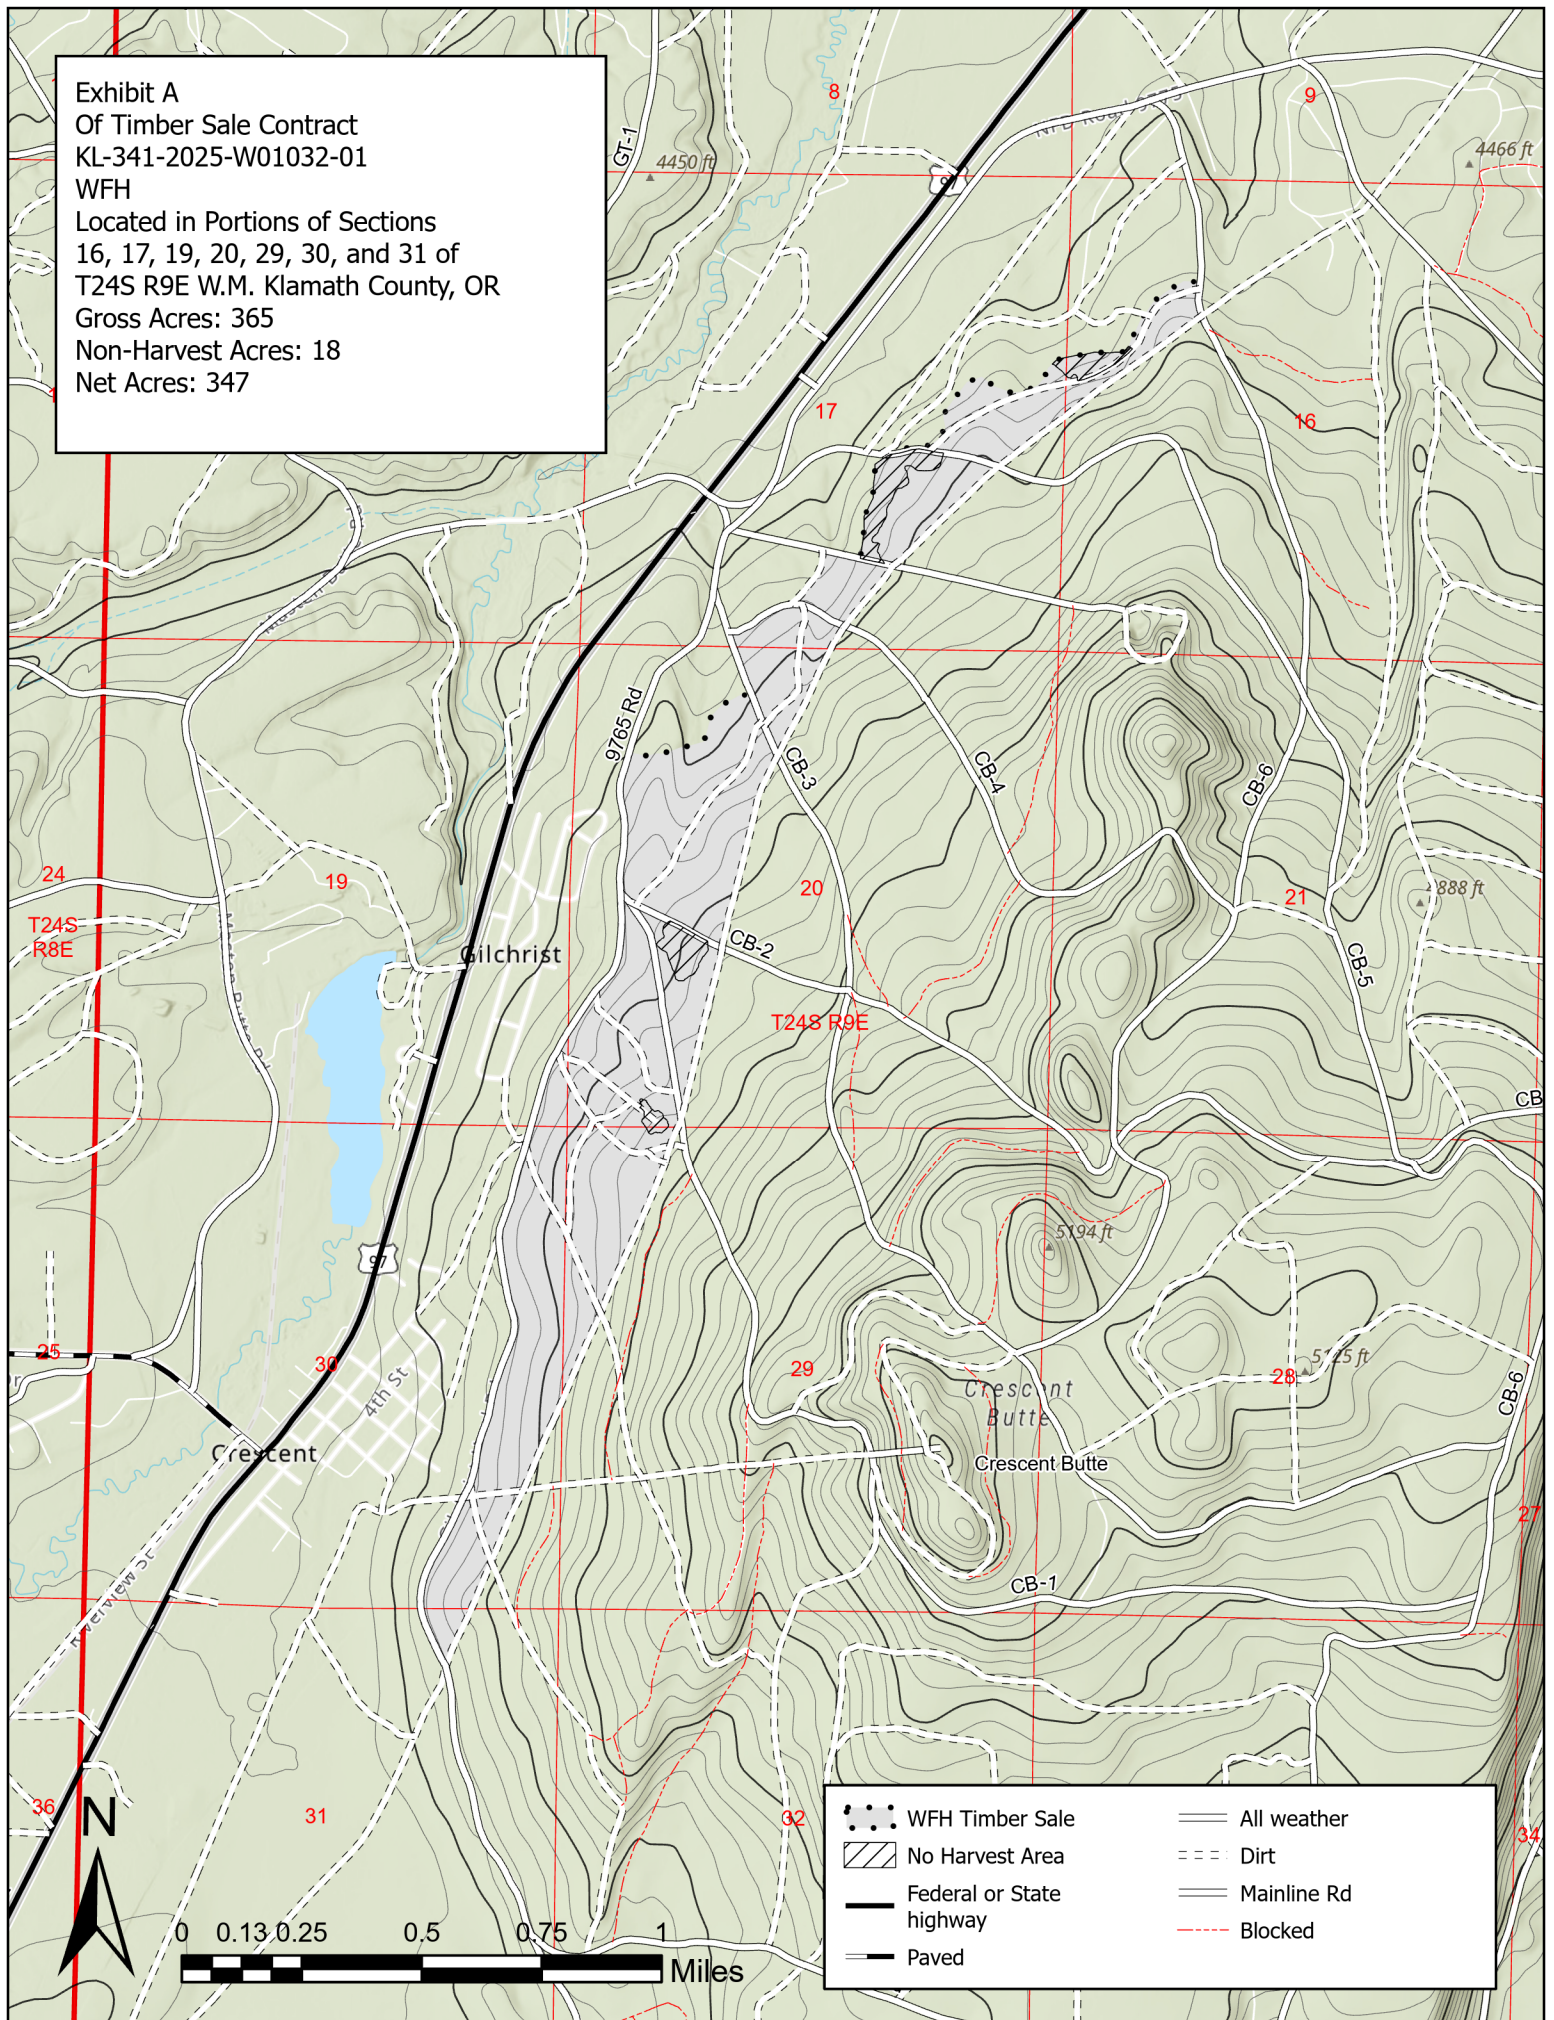 Exhibit A
Of Timber Sale Contract
KL-341-2025-W01032-01
WFH
Located in Portions of Sections
16, 17, 19, 20, 29, 30, and 31 of
T24S R9E W.M. Klamath County, OR
Gross Acres: 365
Non-Harvest Acres: 18
Net Acres: 347
8
9
GT-1
4450 ft
4466 ft
97
17
16
9765 Rd
CB-3
CB-4
CB-6
24
19
20
21
4888 ft
T24S
R8E
Gilchrist
CB-2
CB-5
T24S R9E
CB
5194 ft
97
25
30
4th St
29
28
5125 ft
Crescent
Butte
CB-6
Crescent
Crescent Butte
27
Riverview St
CB-1
36
31
32
34
N
0 0.13 0.25 0.5 0.75 1
Miles
WFH Timber Sale
No Harvest Area
Federal or State
highway
Paved
All weather
Dirt
Mainline Rd
Blocked